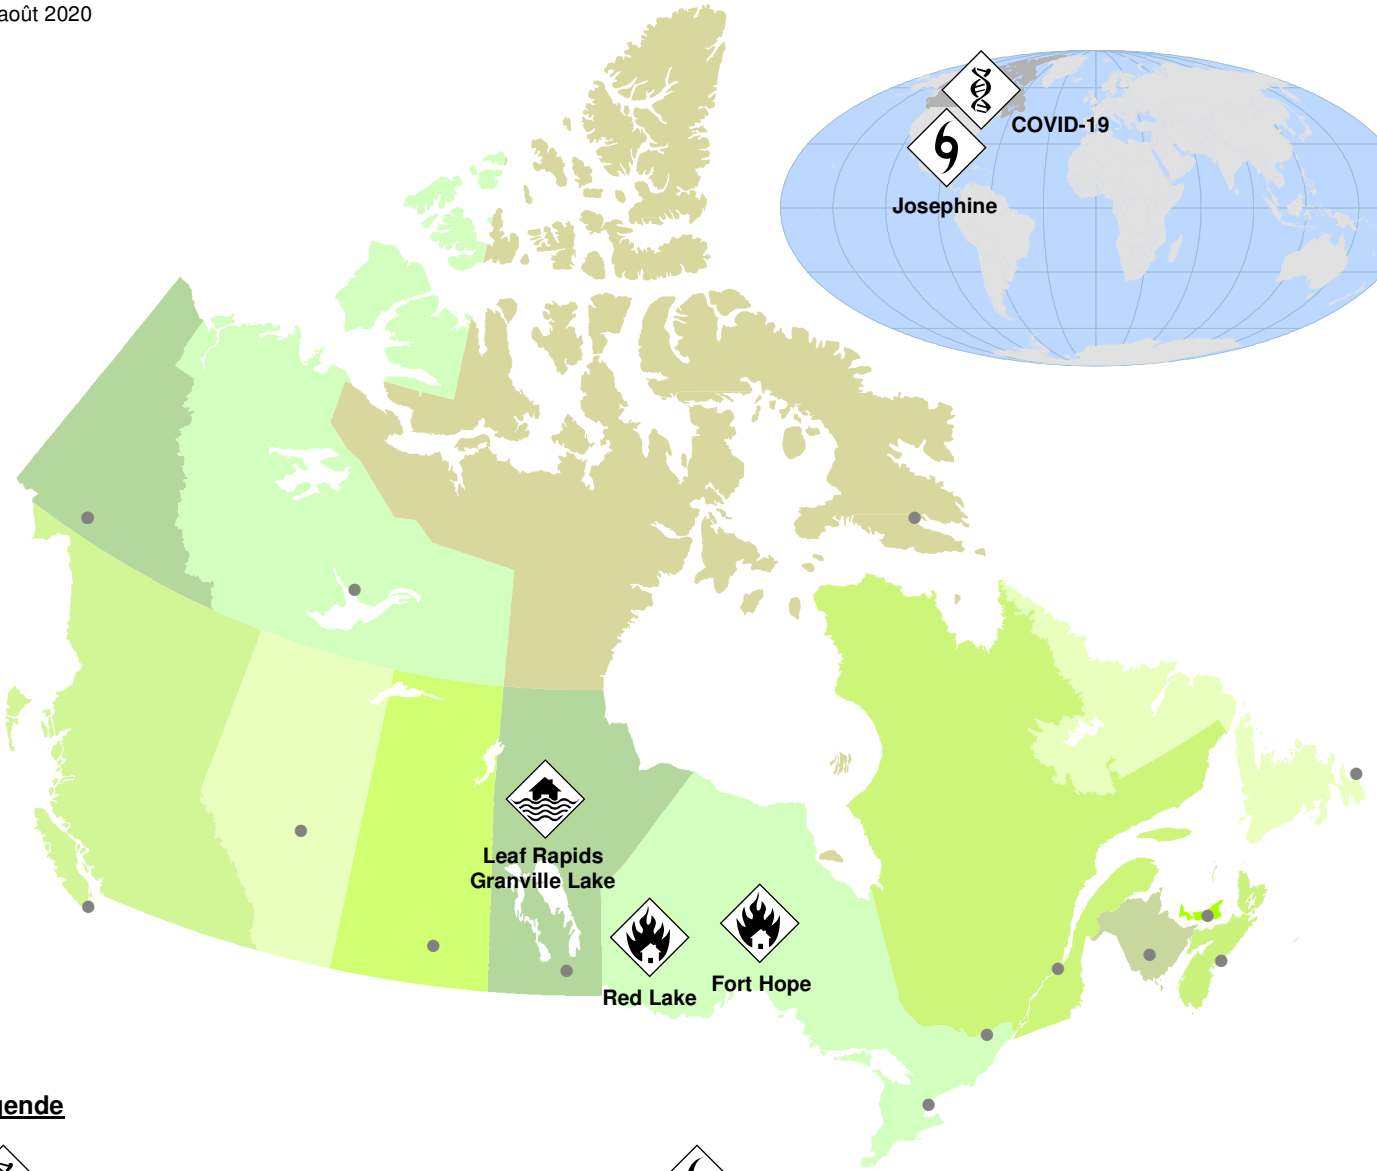 août 2020
COVID-19
Josephine
Leaf Rapids
Granville Lake
Red Lake
Fort Hope
gende